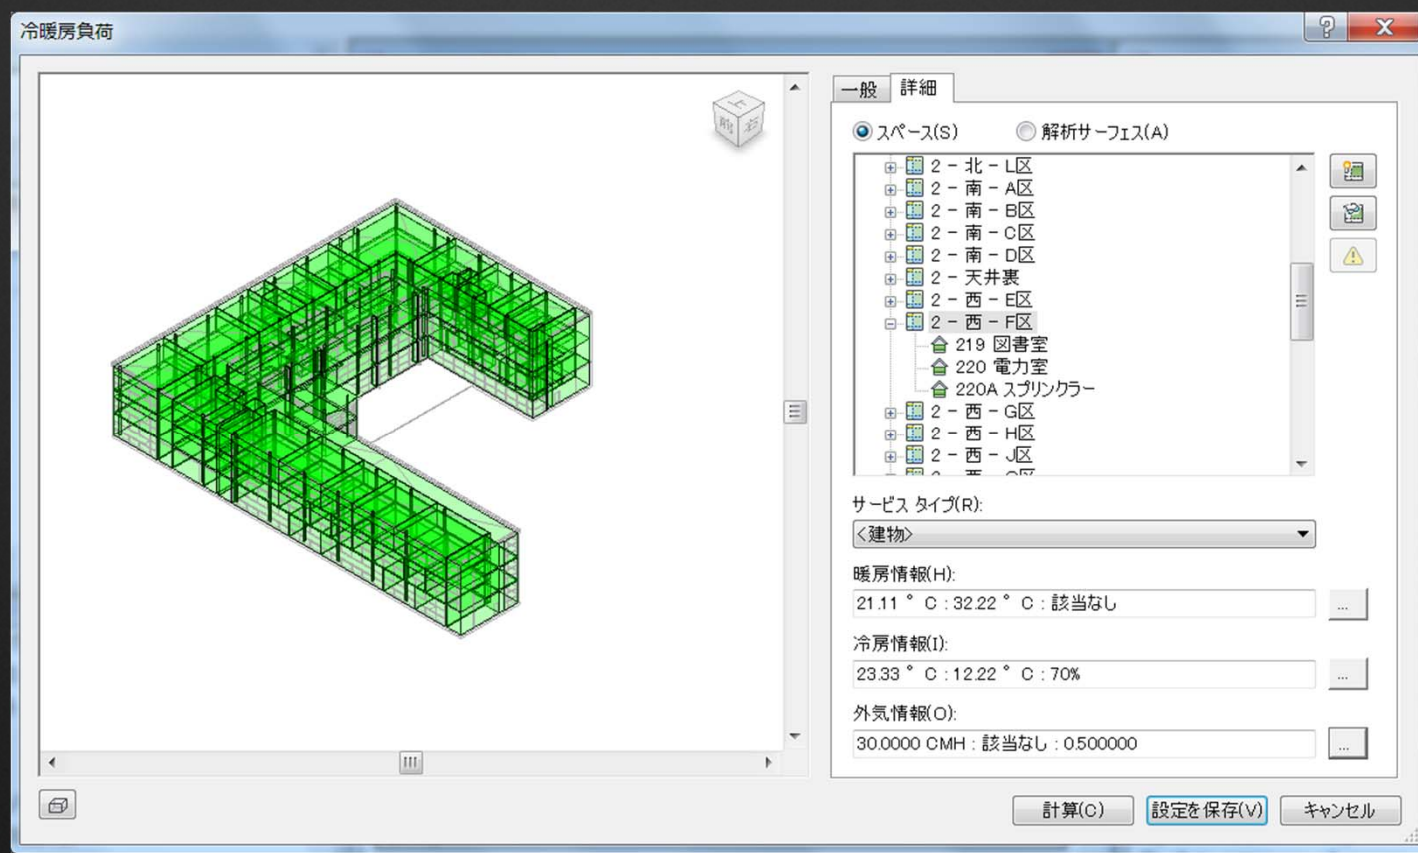 冷暖房負荷
上
前
右
一般
詳細
スペース(S)
解析サーフェス(A)
2 - 北 - L区
2 - 南 - A区
2 - 南 - B区
2 - 南 - C区
2 - 南 - D区
2 - 天井裏
2 - 西 - E区
2 - 西 - F区
219 図書室
220 電力室
220A スプリンクラー
2 - 西 - G区
2 - 西 - H区
2 - 西 - J区
サービス タイプ(R):
<建物>
暖房情報(H):
21.11 ° C : 32.22 ° C : 該当なし
...
冷房情報(I):
23.33 ° C : 12.22 ° C : 70%
...
外気情報(O):
30.0000 CMH : 該当なし : 0.500000
...
計算(C)
設定を保存(V)
キャンセル